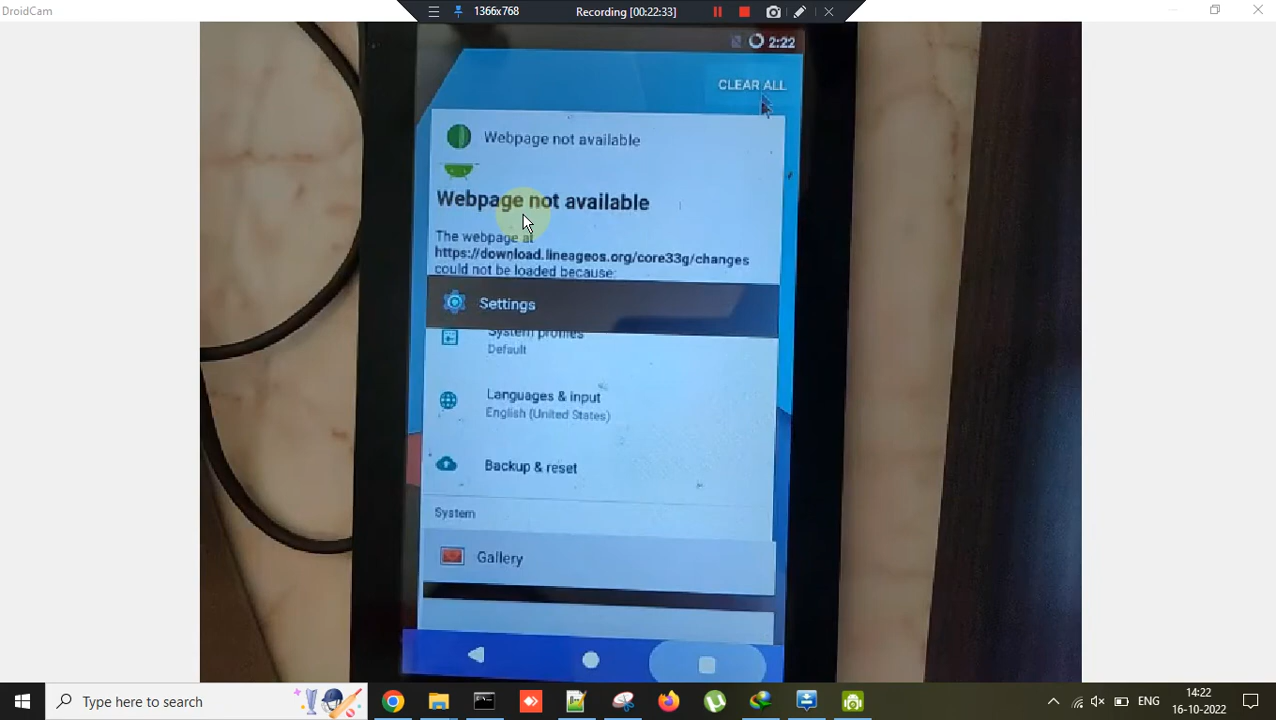 DroidCam
1366x768
Recording [00:22:33]
2:22
CLEAR ALL
Webpage not available
Webpage not available
The webpage at
https://download.lineageos.org/core33g/changes
could not be loaded because:
Settings
System profiles
Default
Languages & input
English (United States)
Backup & reset
System
Gallery
Type here to search
ENG
14:22
16-10-2022